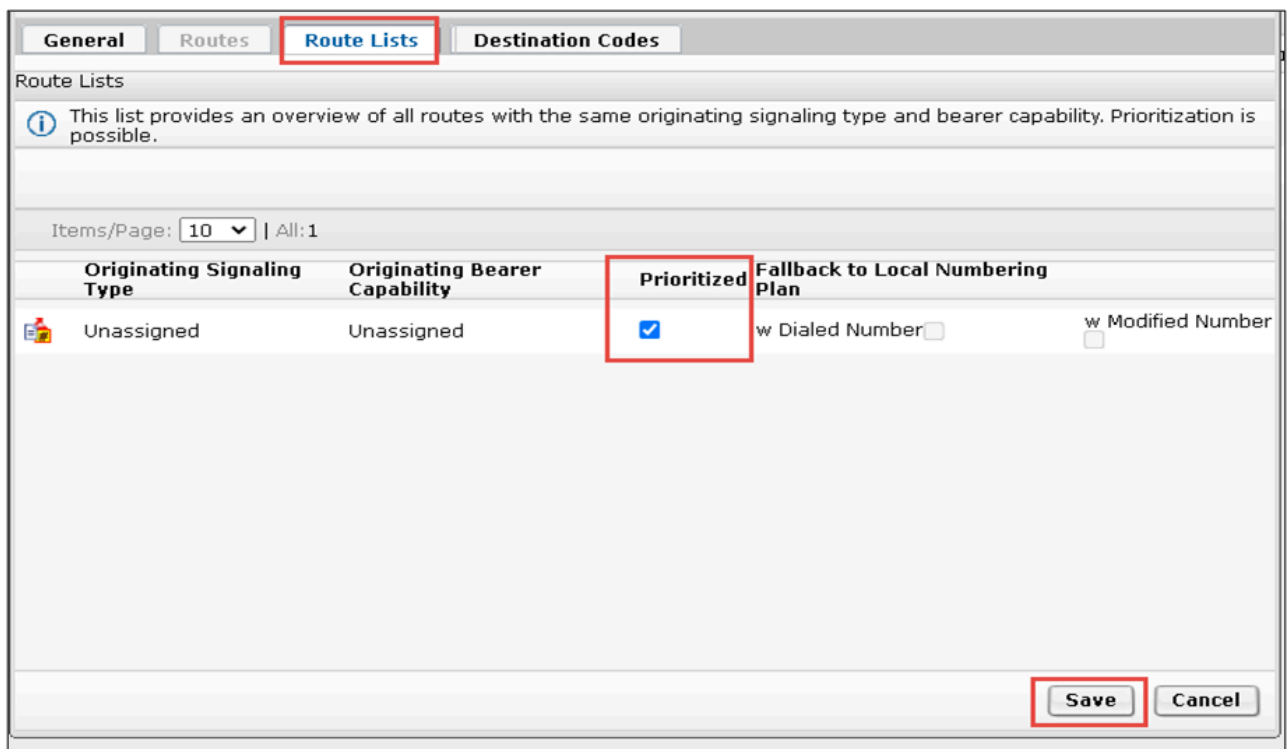 General Routes Route Lists Destination Codes
Route Lists
This list provides an overview of all routes with the same originating signaling type and bearer capability. Prioritization is
possible.
Items/Page: 10 | All:1
Originating Signaling Type Originating Bearer Capability Prioritized Fallback to Local Numbering Plan
Unassigned Unassigned w Dialed Number w Modified Number
Save Cancel